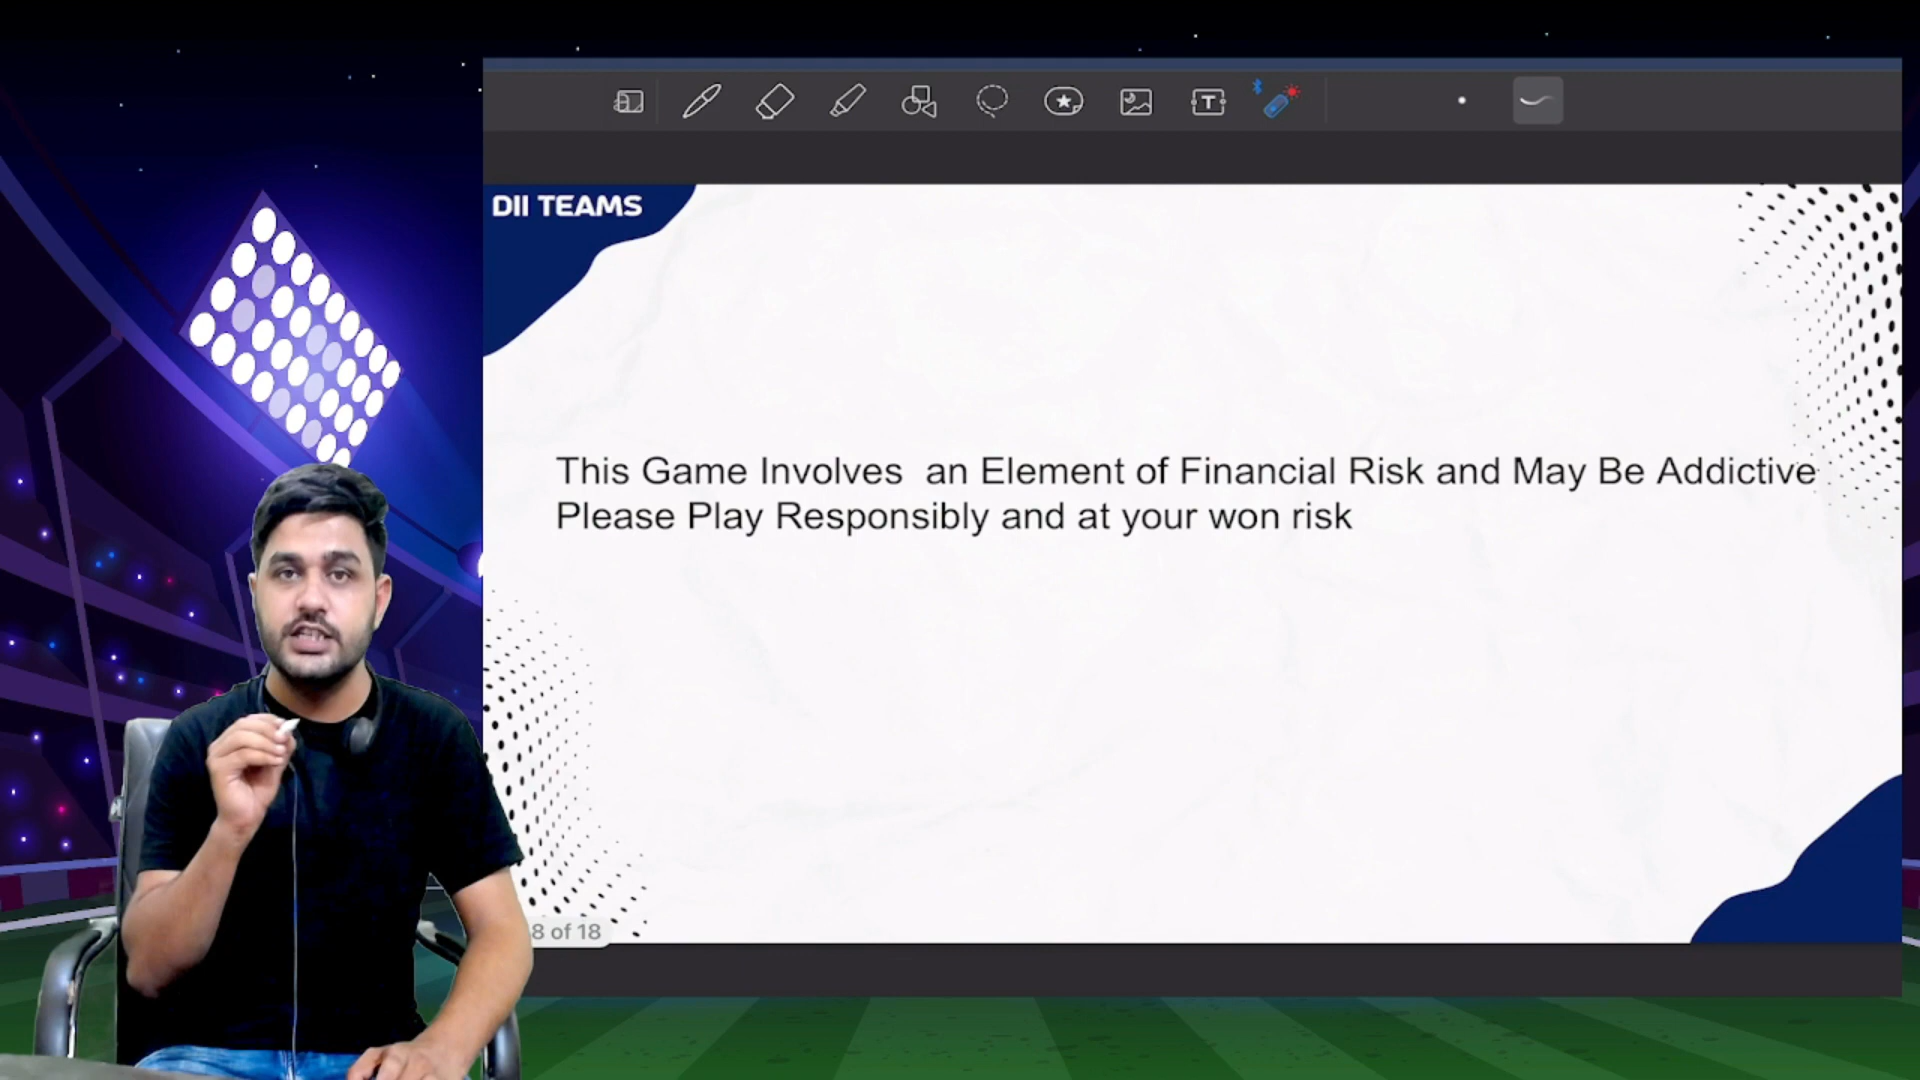 DII TEAMS
This Game Involves  an Element of Financial Risk and May Be Addictive
Please Play Responsibly and at your won risk
8 of 18